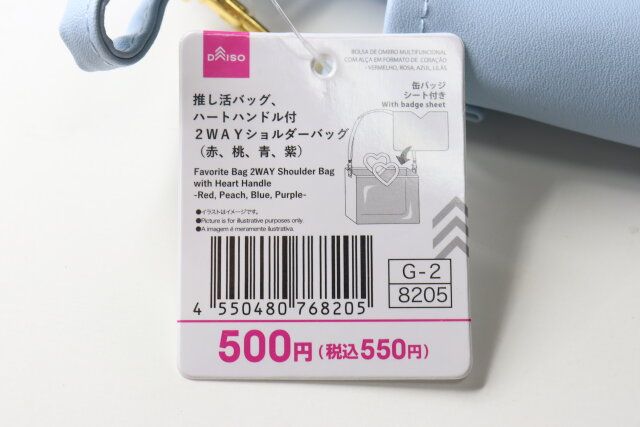 DAISO
BOLSA DE OMBRO MULTIFUNCIONAL
COM ALÇA EM FORMATO DE CORAÇÃO
- VERMELHO, ROSA, AZUL, LILÁS
推し活バッグ、
ハートハンドル付
2WAYショルダーバッグ
（赤、桃、青、紫）
缶バッジ
シート付き
With badge sheet
Favorite Bag 2WAY Shoulder Bag
with Heart Handle
-Red, Peach, Blue, Purple-
●イラストはイメージです。
●Picture is for illustrative purposes only.
●A imagem é meramente ilustrativa.
4 550480 768205
G-2
8205
500円(税込550円)